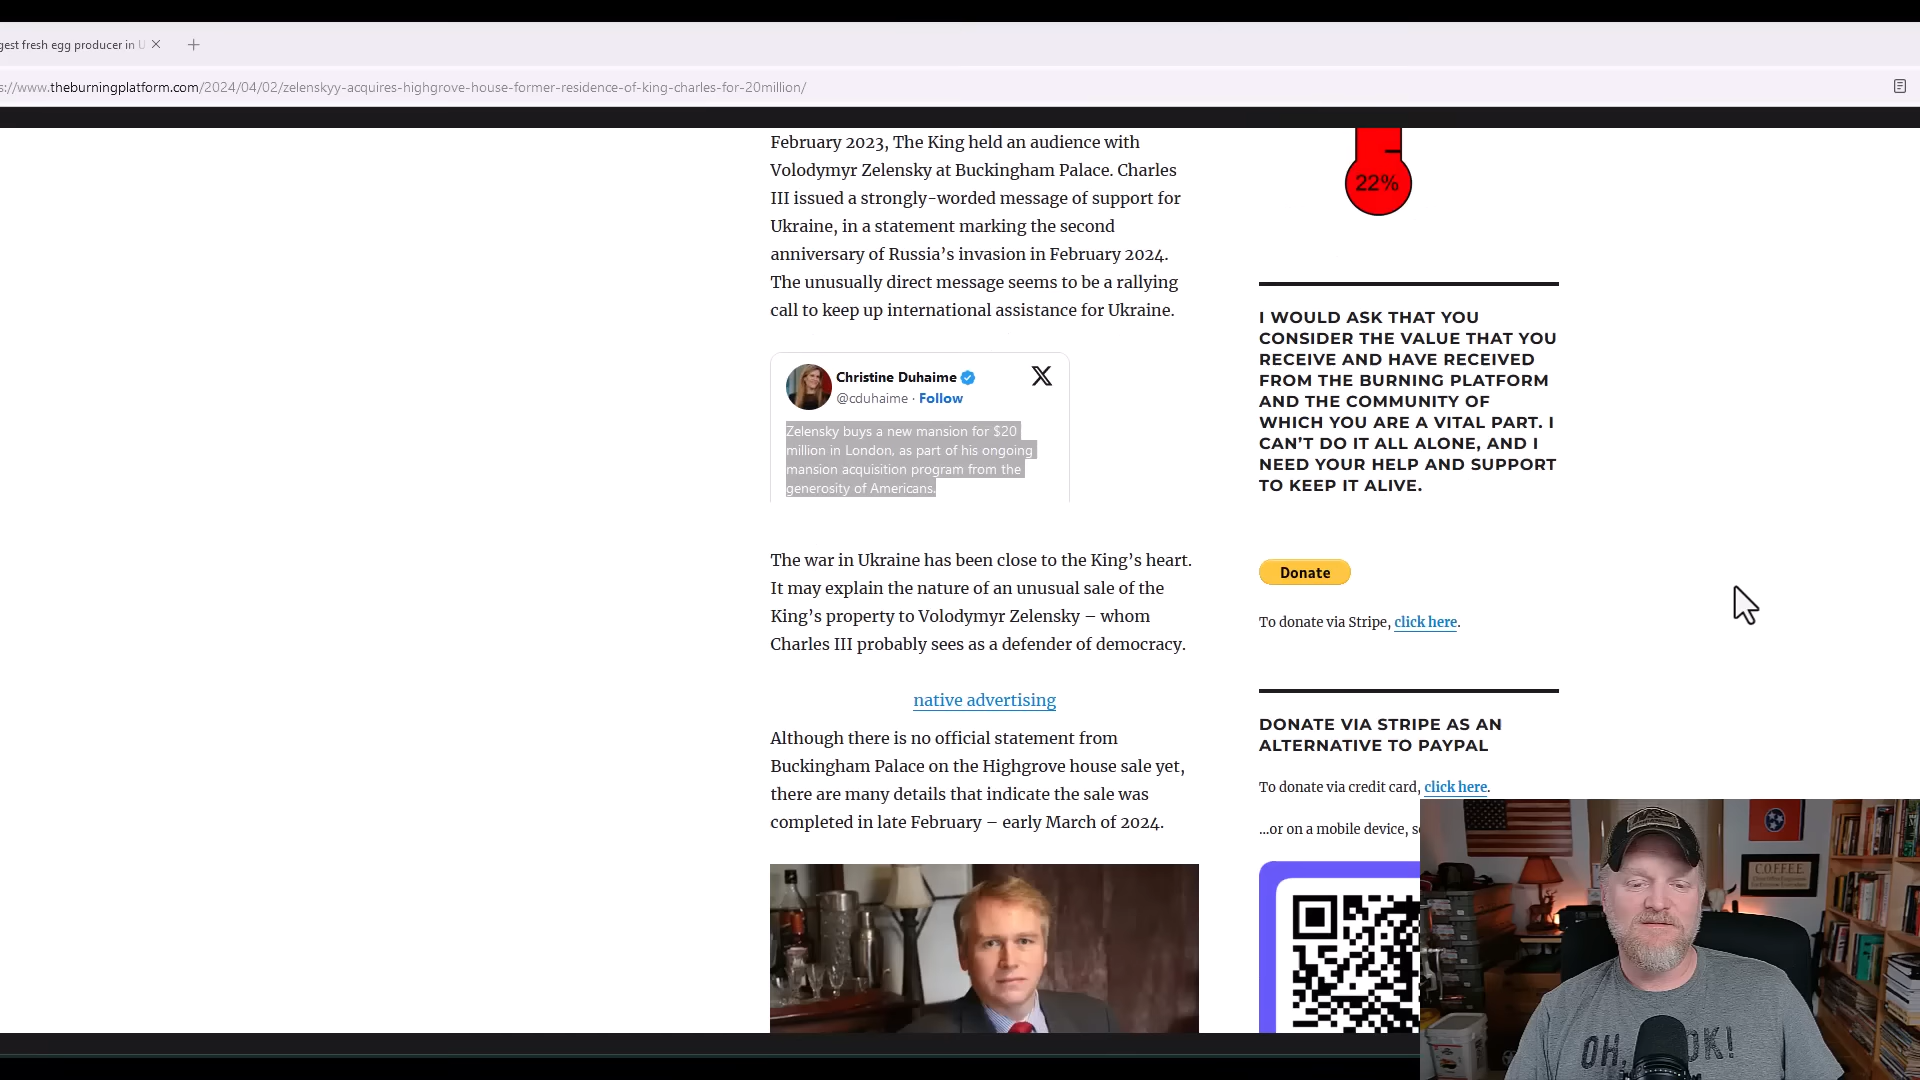 gest fresh egg producer in U
s://www.theburningplatform.com/2024/04/02/zelenskyy-acquires-highgrove-house-former-residence-of-king-charles-for-20million/
February 2023, The King held an audience with
Volodymyr Zelensky at Buckingham Palace. Charles
III issued a strongly-worded message of support for
Ukraine, in a statement marking the second
anniversary of Russia’s invasion in February 2024.
The unusually direct message seems to be a rallying
call to keep up international assistance for Ukraine.
Christine Duhaime
@cduhaime · Follow
Zelensky buys a new mansion for $20
million in London, as part of his ongoing
mansion acquisition program from the
generosity of Americans.
The war in Ukraine has been close to the King’s heart.
It may explain the nature of an unusual sale of the
King’s property to Volodymyr Zelensky – whom
Charles III probably sees as a defender of democracy.
native advertising
Although there is no official statement from
Buckingham Palace on the Highgrove house sale yet,
there are many details that indicate the sale was
completed in late February – early March of 2024.
22%
I WOULD ASK THAT YOU
CONSIDER THE VALUE THAT YOU
RECEIVE AND HAVE RECEIVED
FROM THE BURNING PLATFORM
AND THE COMMUNITY OF
WHICH YOU ARE A VITAL PART. I
CAN’T DO IT ALL ALONE, AND I
NEED YOUR HELP AND SUPPORT
TO KEEP IT ALIVE.
Donate
To donate via Stripe, click here.
DONATE VIA STRIPE AS AN
ALTERNATIVE TO PAYPAL
To donate via credit card, click here.
...or on a mobile device, s
C.O.F.F.E.E.
OH,
OK!